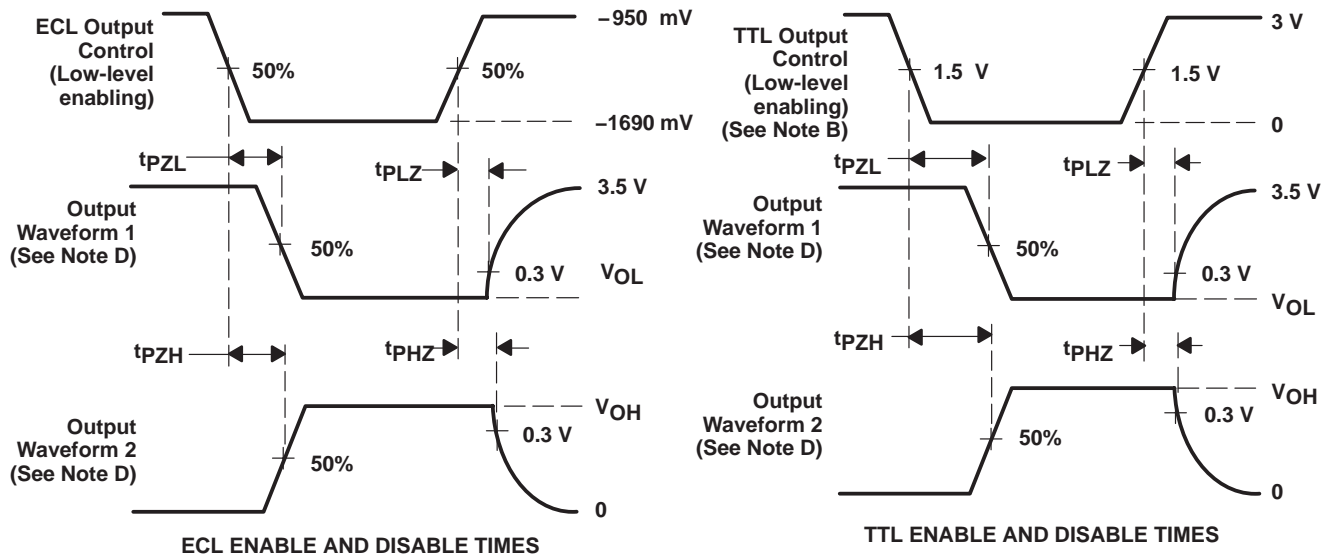 ECL Output
Control
(Low-level
enabling)
50%
50%
–950 mV
–1690 mV
tPZL
tPLZ
3.5 V
Output
Waveform 1
(See Note D)
50%
0.3 V
VOL
tPZH
tPHZ
VOH
Output
Waveform 2
(See Note D)
50%
0.3 V
0
ECL ENABLE AND DISABLE TIMES
TTL Output
Control
(Low-level
enabling)
(See Note B)
1.5 V
1.5 V
3 V
0
tPZL
tPLZ
3.5 V
Output
Waveform 1
(See Note D)
50%
0.3 V
VOL
tPZH
tPHZ
VOH
Output
Waveform 2
(See Note D)
50%
0.3 V
0
TTL ENABLE AND DISABLE TIMES